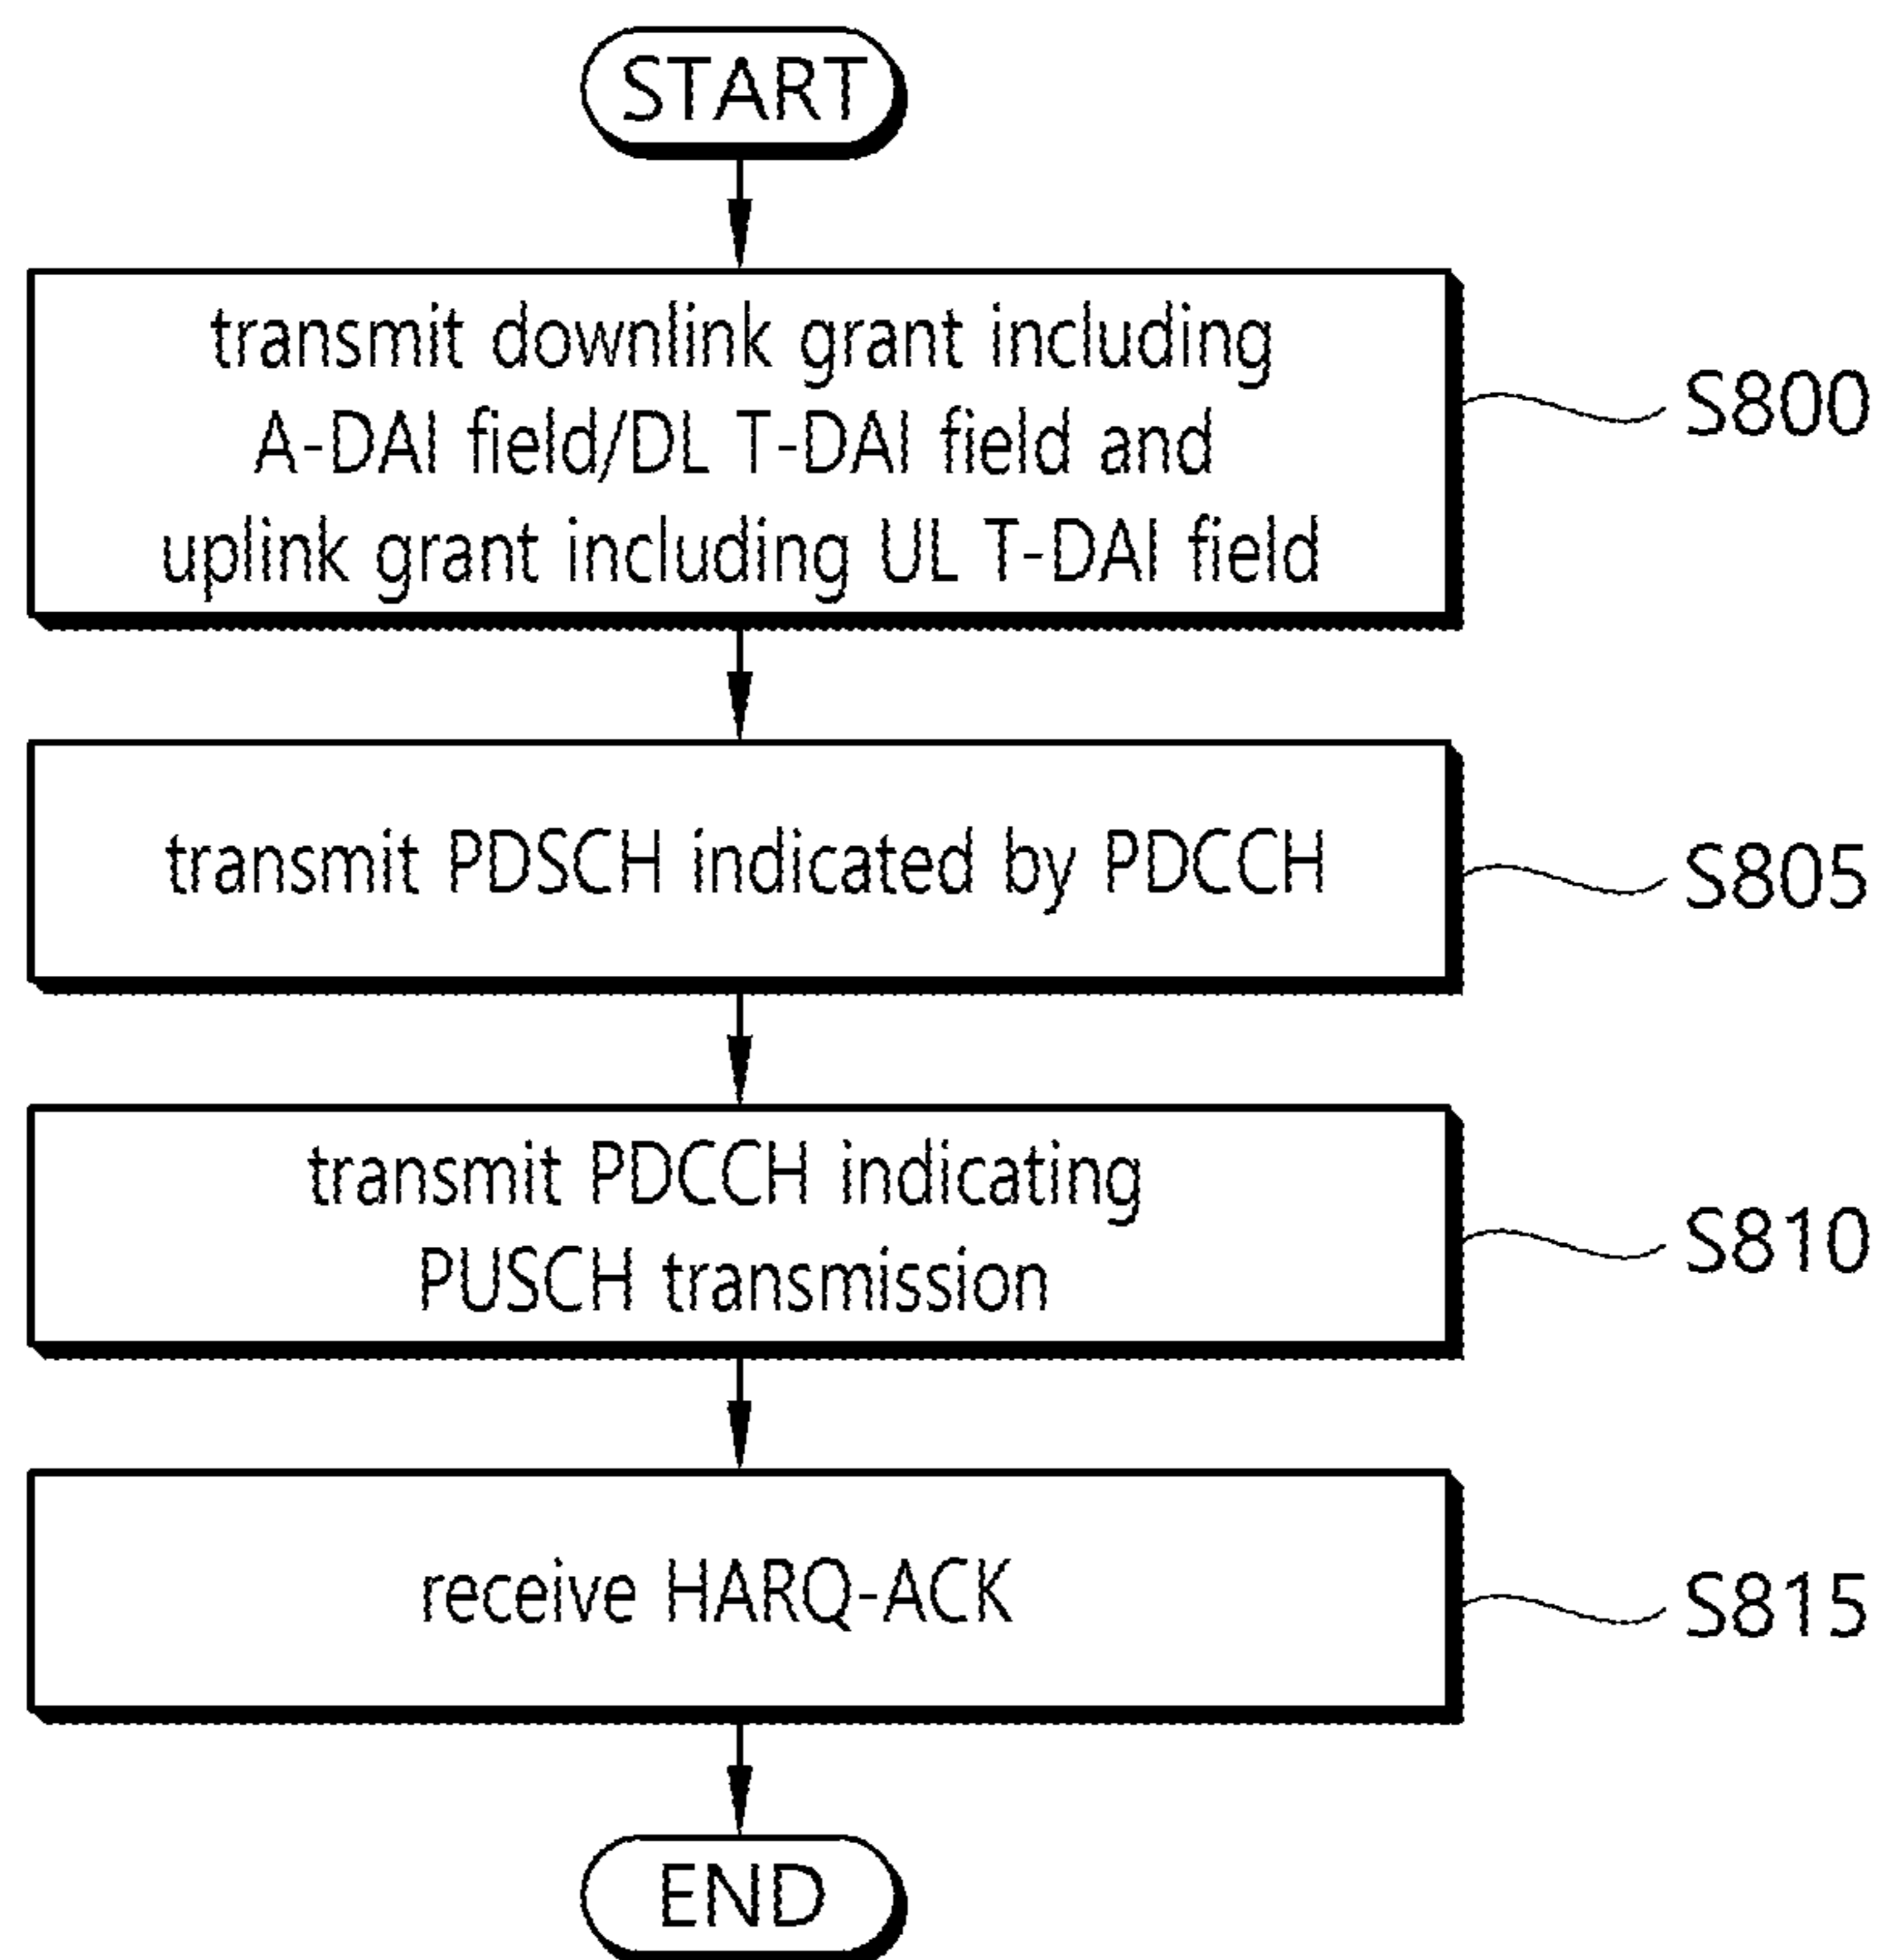 START
transmit downlink grant including
A-DAI field/DL T-DAI field and
uplink grant including UL T-DAI field
S800
transmit PDSCH indicated by PDCCH
S805
transmit PDCCH indicating
PUSCH transmission
S810
receive HARQ-ACK
S815
END